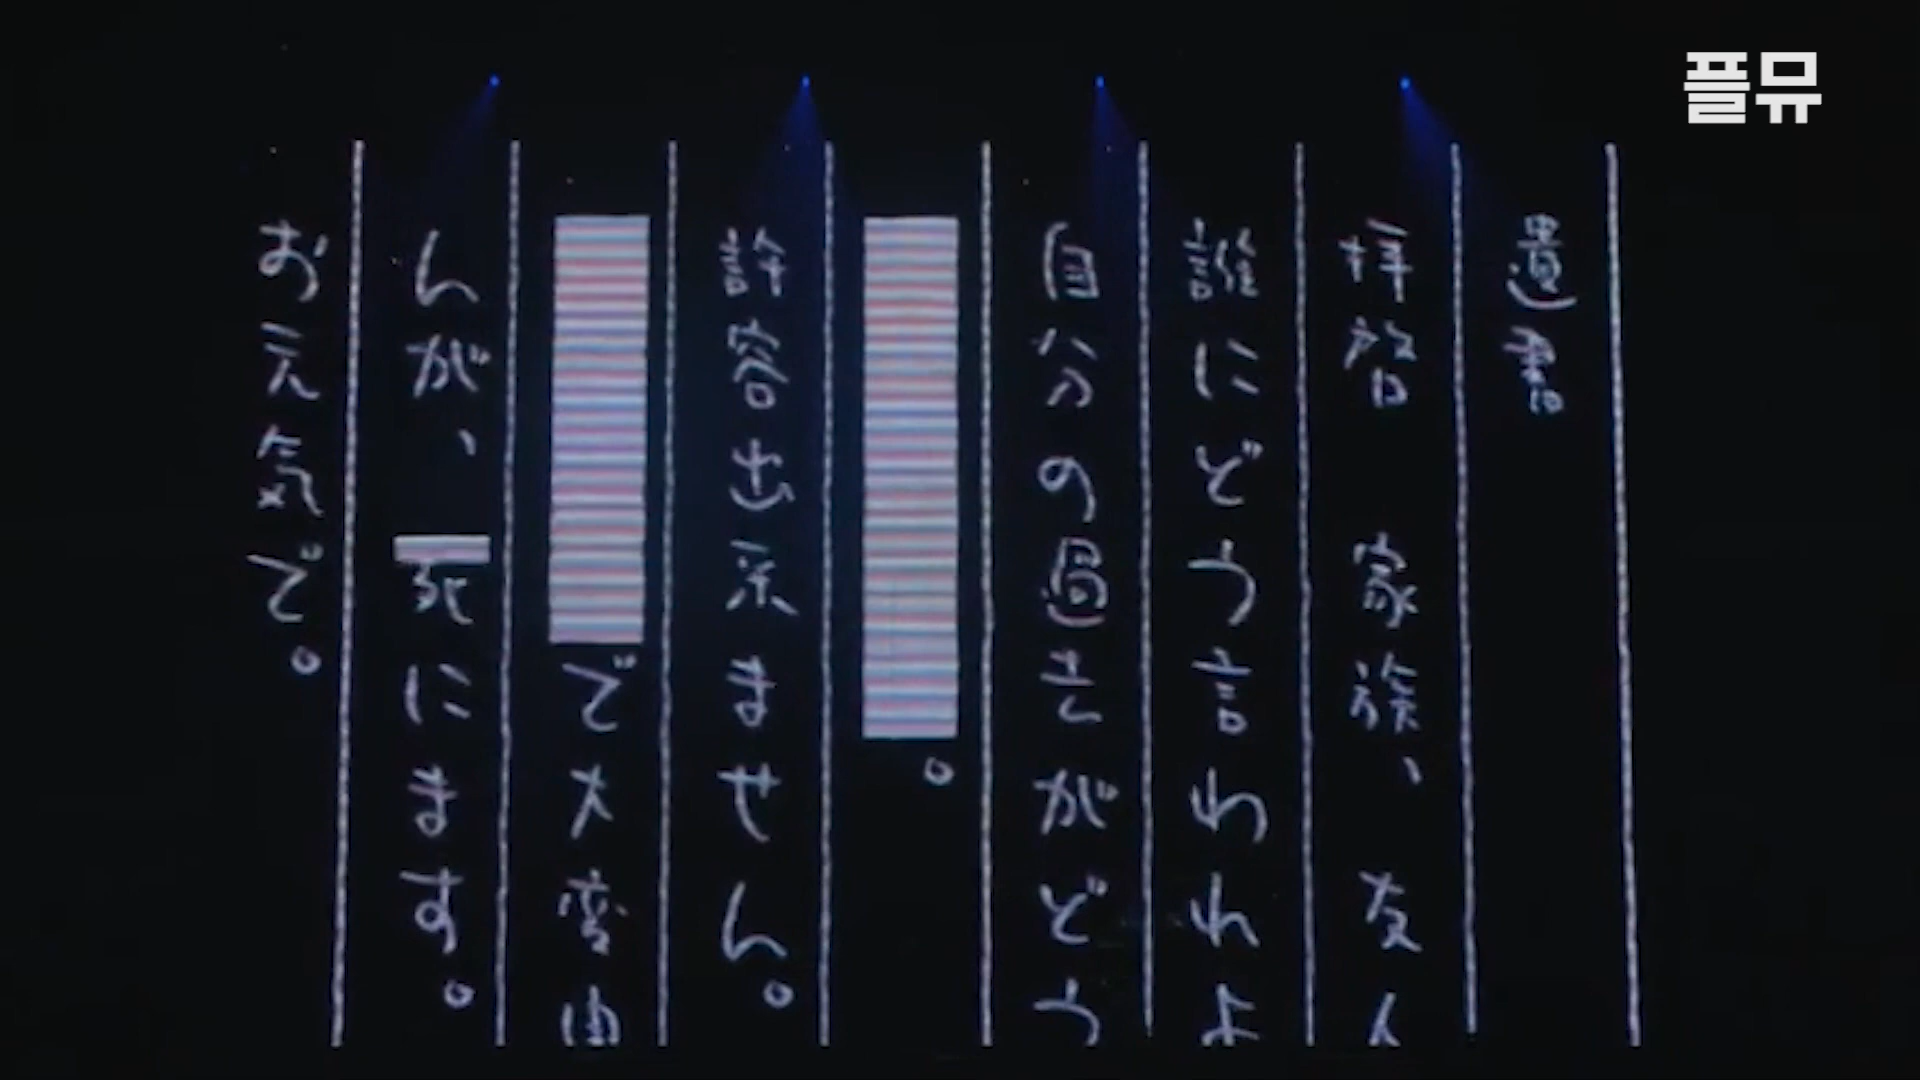 플뮤
遺書
拝啓 家族、友人
誰にどう言われよ
自分の過去がどう
。
許容出来ません。
で大変申
んが、死にます。
お元気で。